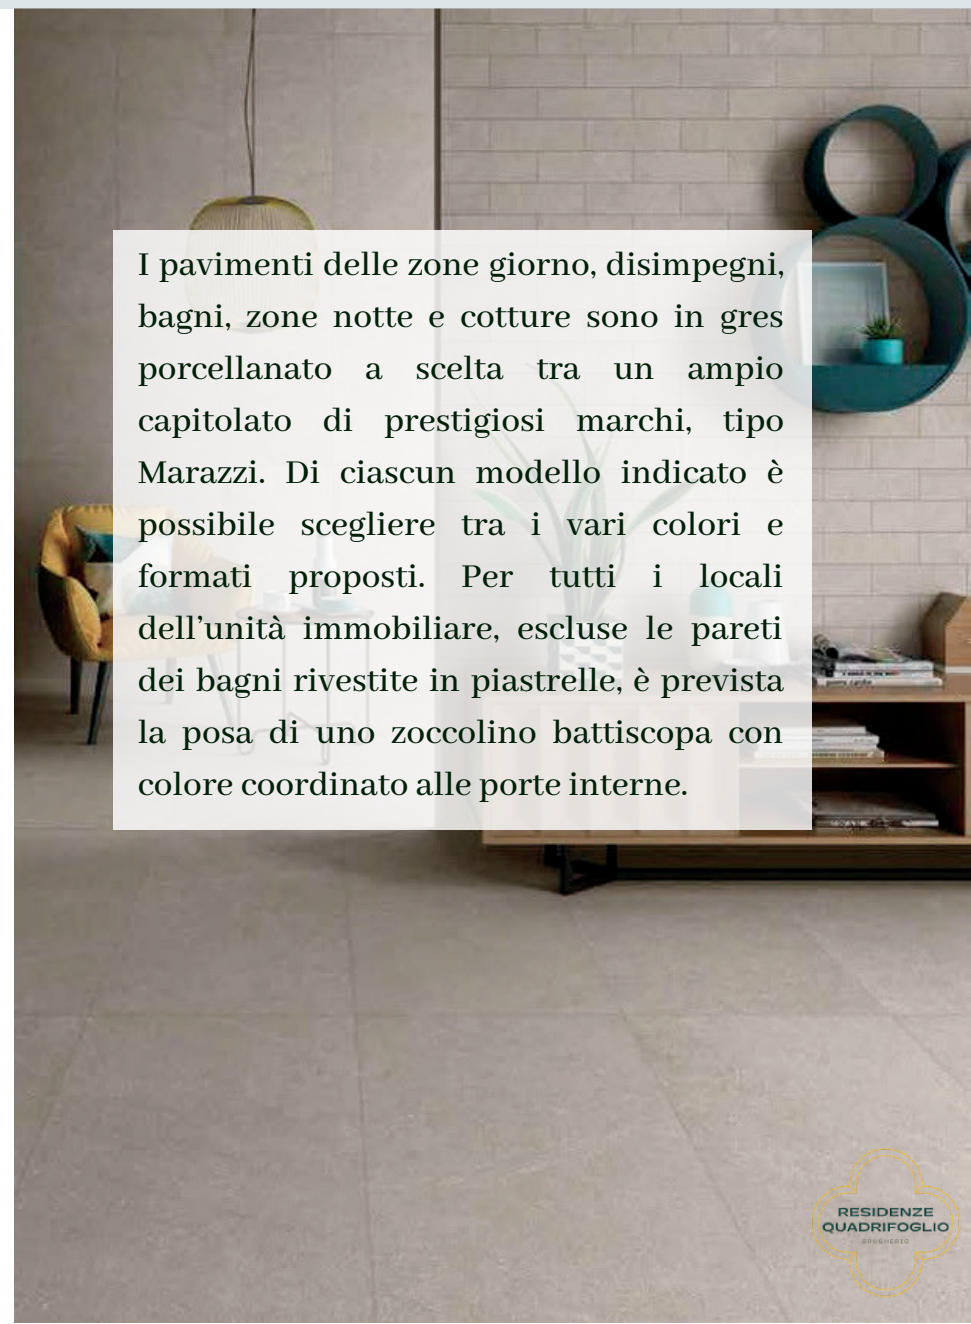 I pavimenti delle zone giorno, disimpegni,
bagni, zone notte e cotture sono in gres
porcellanato a scelta tra un ampio
capitolato di prestigiosi marchi, tipo
Marazzi. Di ciascun modello indicato è
possibile scegliere tra i vari colori e
formati proposti. Per tutti i locali
dell’unità immobiliare, escluse le pareti
dei bagni rivestite in piastrelle, è prevista
la posa di uno zoccolino battiscopa con
colore coordinato alle porte interne.
RESIDENZE
QUADRIFOGLIO
BRUGHERIO